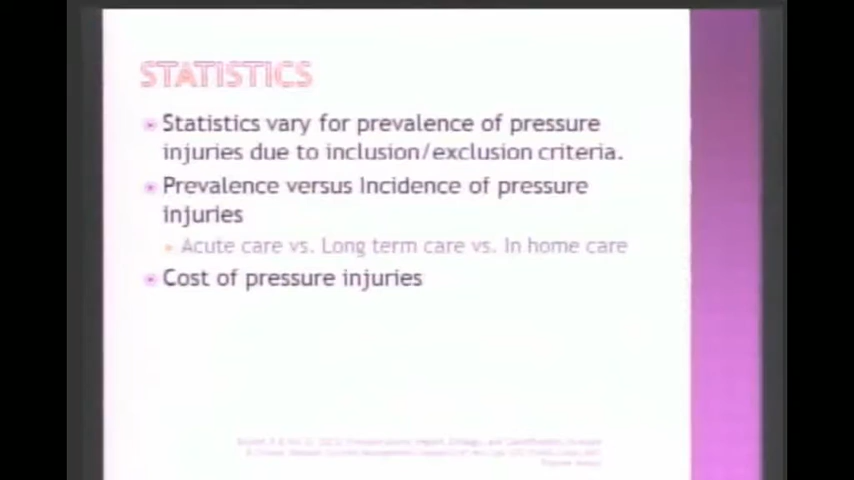 STATISTICS
Statistics vary for prevalence of pressure
injuries due to inclusion/exclusion criteria.
Prevalence versus Incidence of pressure
injuries
Acute care vs. Long term care vs. In home care
Cost of pressure injuries